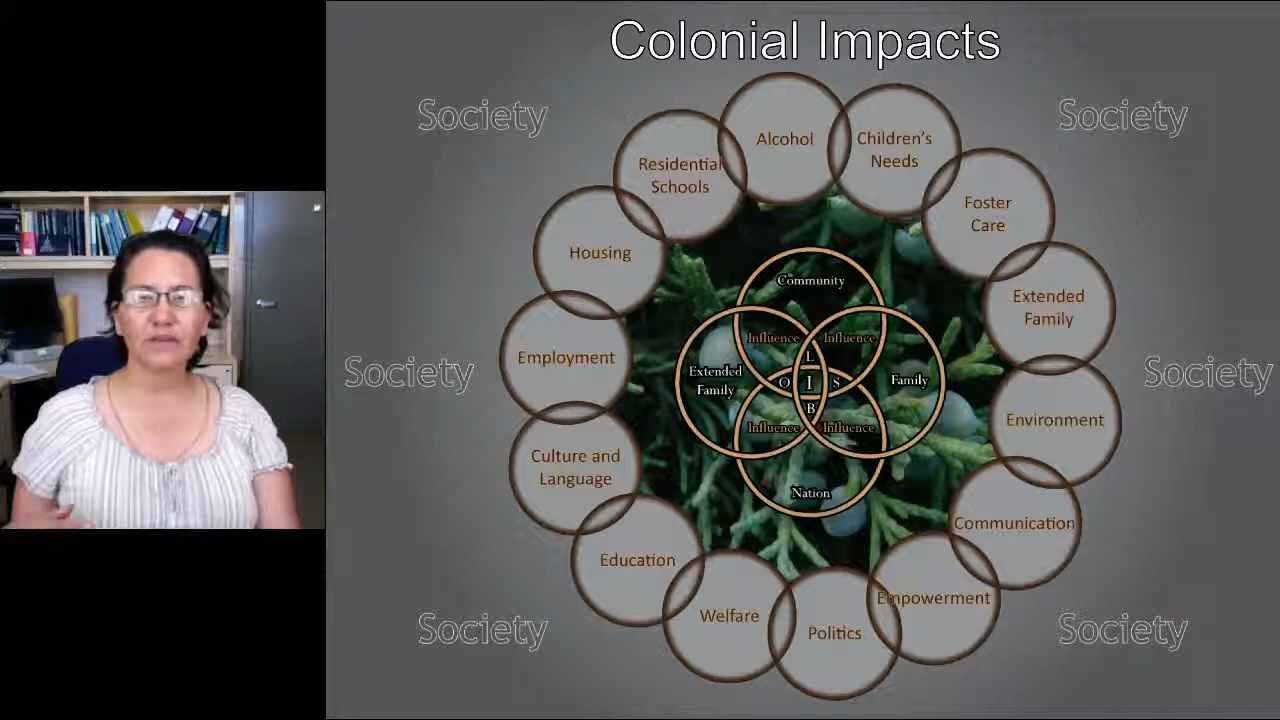 Colonial Impacts
Society
Society
Alcohol
Children's
Needs
Residential
Schools
Foster
Care
Housing
Extended
Family
Community
Influence
Influence
Employment
L
Society
Extended
Family
O
I
S
Family
Society
B
Influence
Influence
Environment
Culture and
Language
Nation
Communication
Education
Empowerment
Welfare
Politics
Society
Society